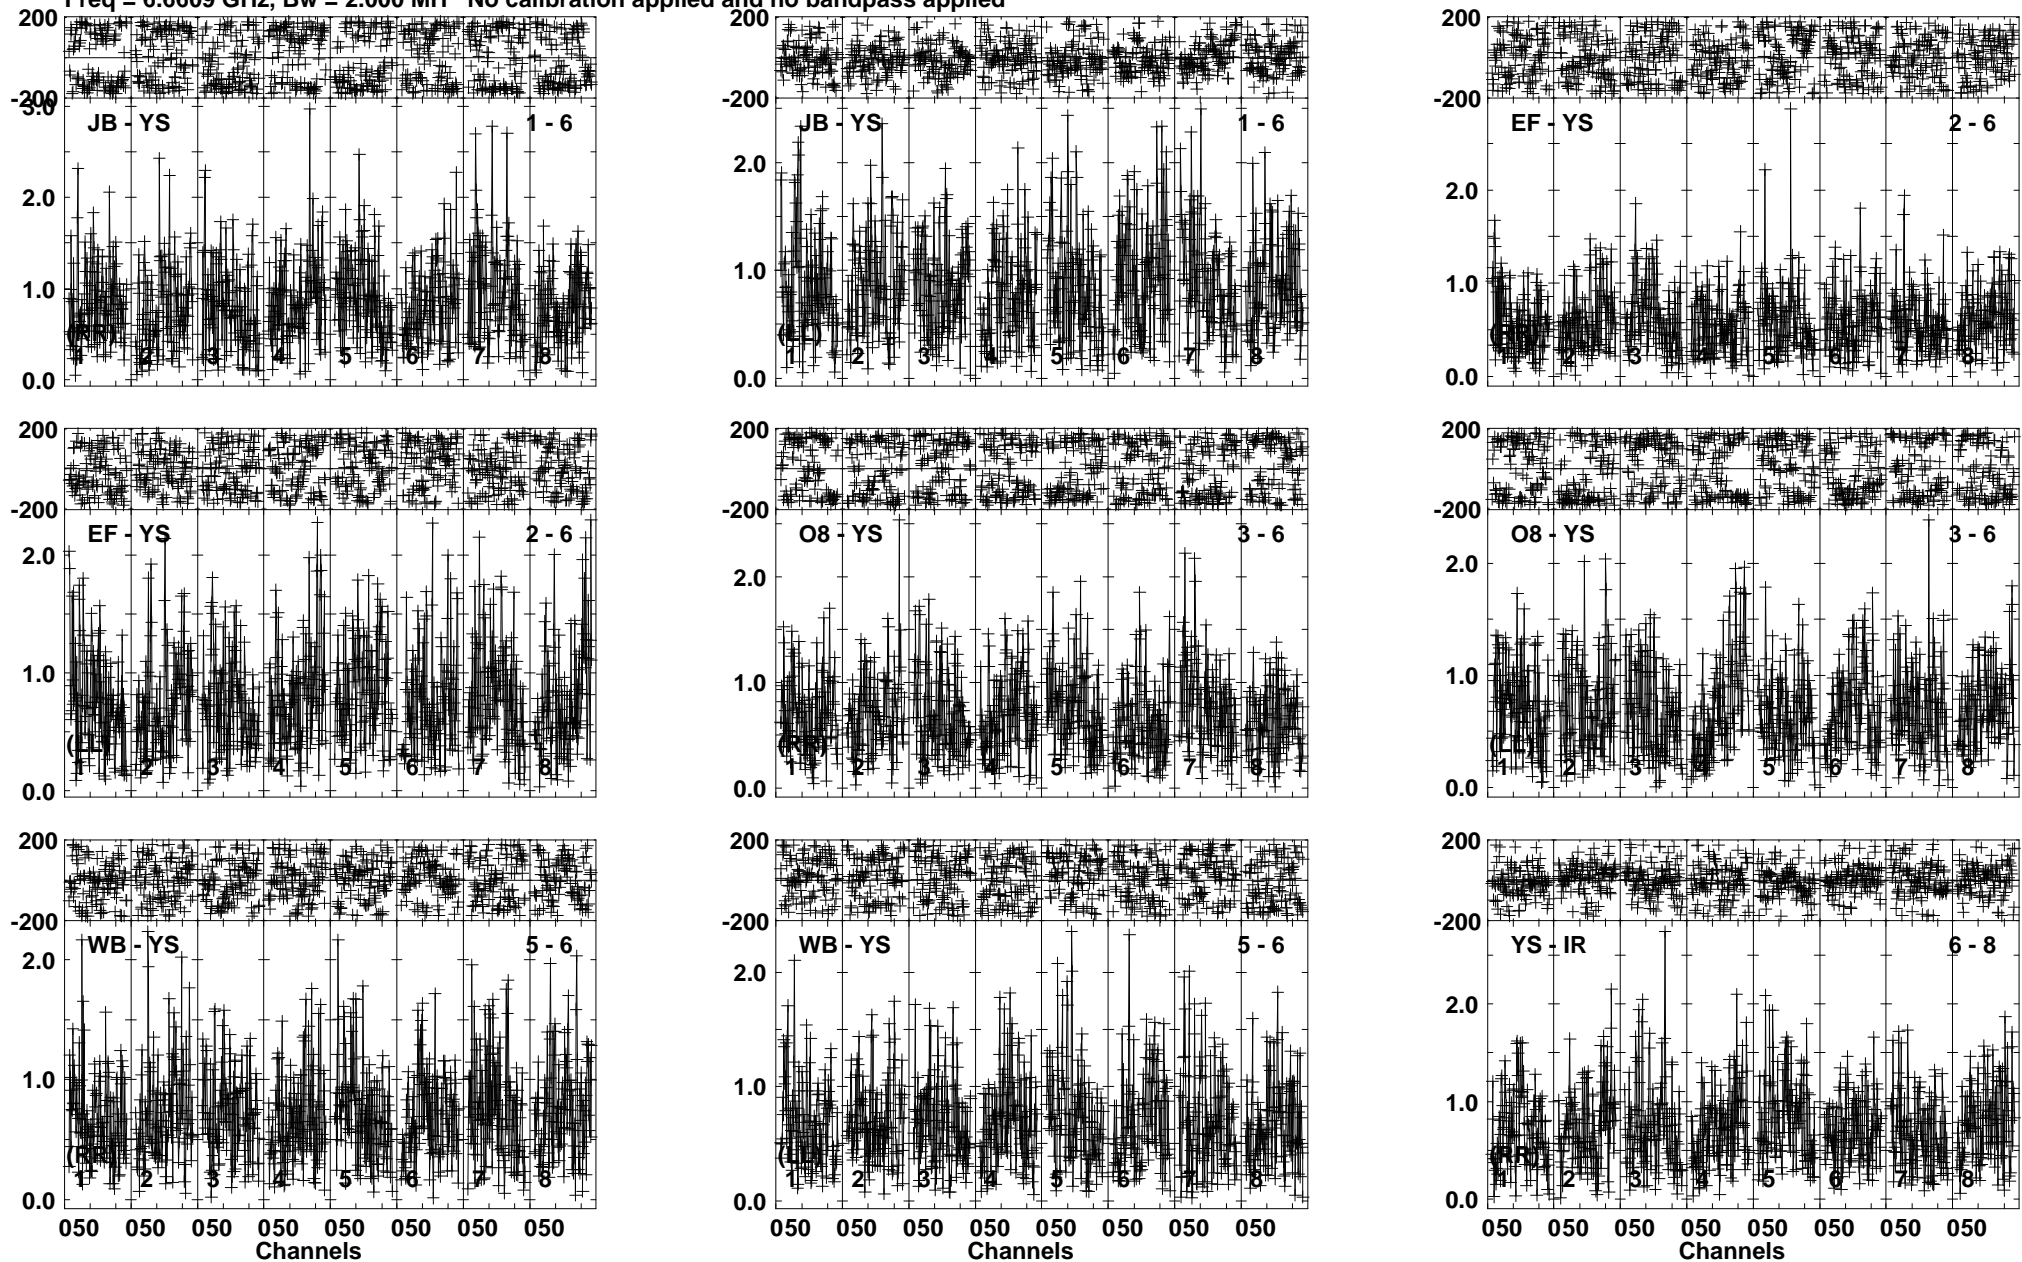 Freq = 6.6609 GHz, Bw = 2.000 MH No calibration applied and no bandpass applied
200 200 200
-200 -200 -200
3.0
JB - YS 1 - 6 JB - YS 1 - 6 EF - YS 2 - 6
2.0 2.0 2.0
1.0 1.0 1.0
(RR) (LL) (RR)
1 2 3 4 5 6 7 8 1 2 3 4 5 6 7 8 1 2 3 4 5 6 7 8
0.0 0.0 0.0
200 200 200
-200 -200 -200
EF - YS 2 - 6 O8 - YS 3 - 6 O8 - YS 3 - 6
2.0 2.0 2.0
1.0 1.0 1.0
(LL) (RR) (LL)
1 2 3 4 5 6 7 8 1 2 3 4 5 6 7 8 1 2 3 4 5 6 7 8
0.0 0.0 0.0
200 200 200
-200 -200 -200
WB - YS 5 - 6 WB - YS 5 - 6 YS - IR 6 - 8
2.0 2.0 2.0
1.0 1.0 1.0
(RR) (LL) (RR)
1 2 3 4 5 6 7 8 1 2 3 4 5 6 7 8 1 2 3 4 5 6 7 8
0.0 0.0 0.0
050 050 050 050 050 050 050 050 050 050 050 050 050 050 050 050 050 050 050 050 050 050 050 050
Channels Channels Channels